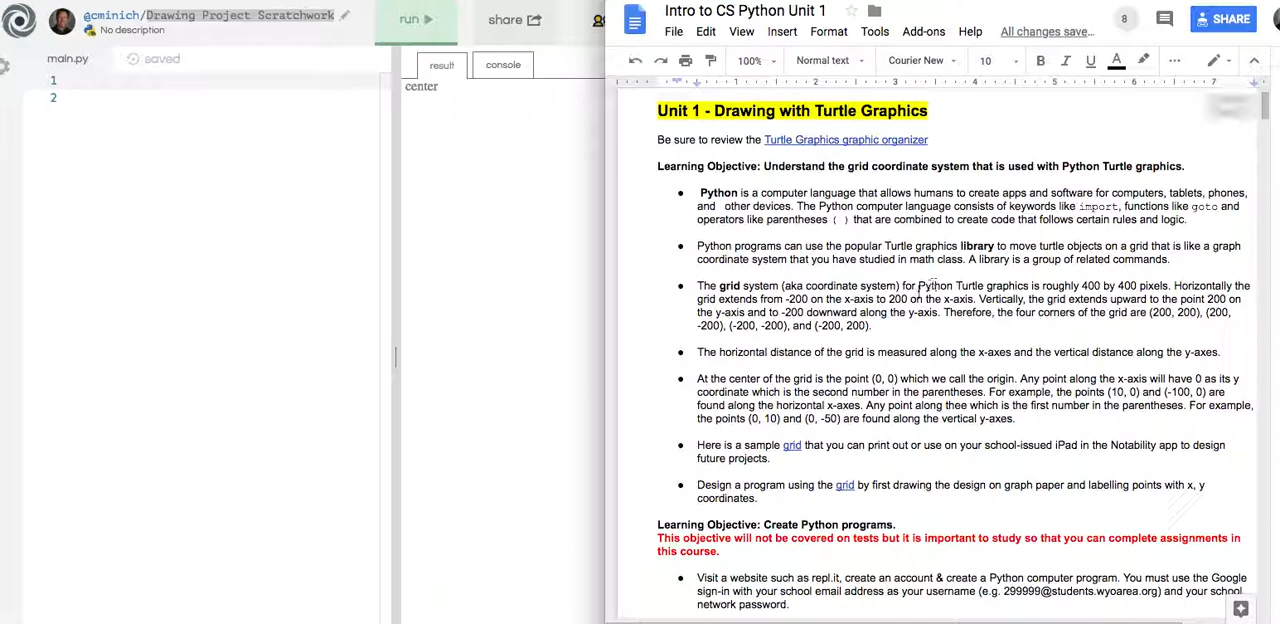 @cminich/Drawing Project Scratchwork
No description
run
share
main.py
saved
1
2
result
console
center
Intro to CS Python Unit 1
File Edit View Insert Format Tools Add-ons Help All changes save...
8
SHARE
100% Normal text Courier New 10 B I U A
1 2 3 4 5 6 7
Unit 1 - Drawing with Turtle Graphics
Be sure to review the Turtle Graphics graphic organizer
Learning Objective: Understand the grid coordinate system that is used with Python Turtle graphics.
● Python is a computer language that allows humans to create apps and software for computers, tablets, phones,
and other devices. The Python computer language consists of keywords like import, functions like goto and
operators like parentheses ( ) that are combined to create code that follows certain rules and logic.
● Python programs can use the popular Turtle graphics library to move turtle objects on a grid that is like a graph
coordinate system that you have studied in math class. A library is a group of related commands.
● The grid system (aka coordinate system) for Python Turtle graphics is roughly 400 by 400 pixels. Horizontally the
grid extends from -200 on the x-axis to 200 on the x-axis. Vertically, the grid extends upward to the point 200 on
the y-axis and to -200 downward along the y-axis. Therefore, the four corners of the grid are (200, 200), (200,
-200), (-200, -200), and (-200, 200).
● The horizontal distance of the grid is measured along the x-axes and the vertical distance along the y-axes.
● At the center of the grid is the point (0, 0) which we call the origin. Any point along the x-axis will have 0 as its y
coordinate which is the second number in the parentheses. For example, the points (10, 0) and (-100, 0) are
found along the horizontal x-axes. Any point along thee which is the first number in the parentheses. For example,
the points (0, 10) and (0, -50) are found along the vertical y-axes.
● Here is a sample grid that you can print out or use on your school-issued iPad in the Notability app to design
future projects.
● Design a program using the grid by first drawing the design on graph paper and labelling points with x, y
coordinates.
Learning Objective: Create Python programs.
This objective will not be covered on tests but it is important to study so that you can complete assignments in
this course.
● Visit a website such as repl.it, create an account & create a Python computer program. You must use the Google
sign-in with your school email address as your username (e.g. 299999@students.wyoarea.org) and your school
network password.